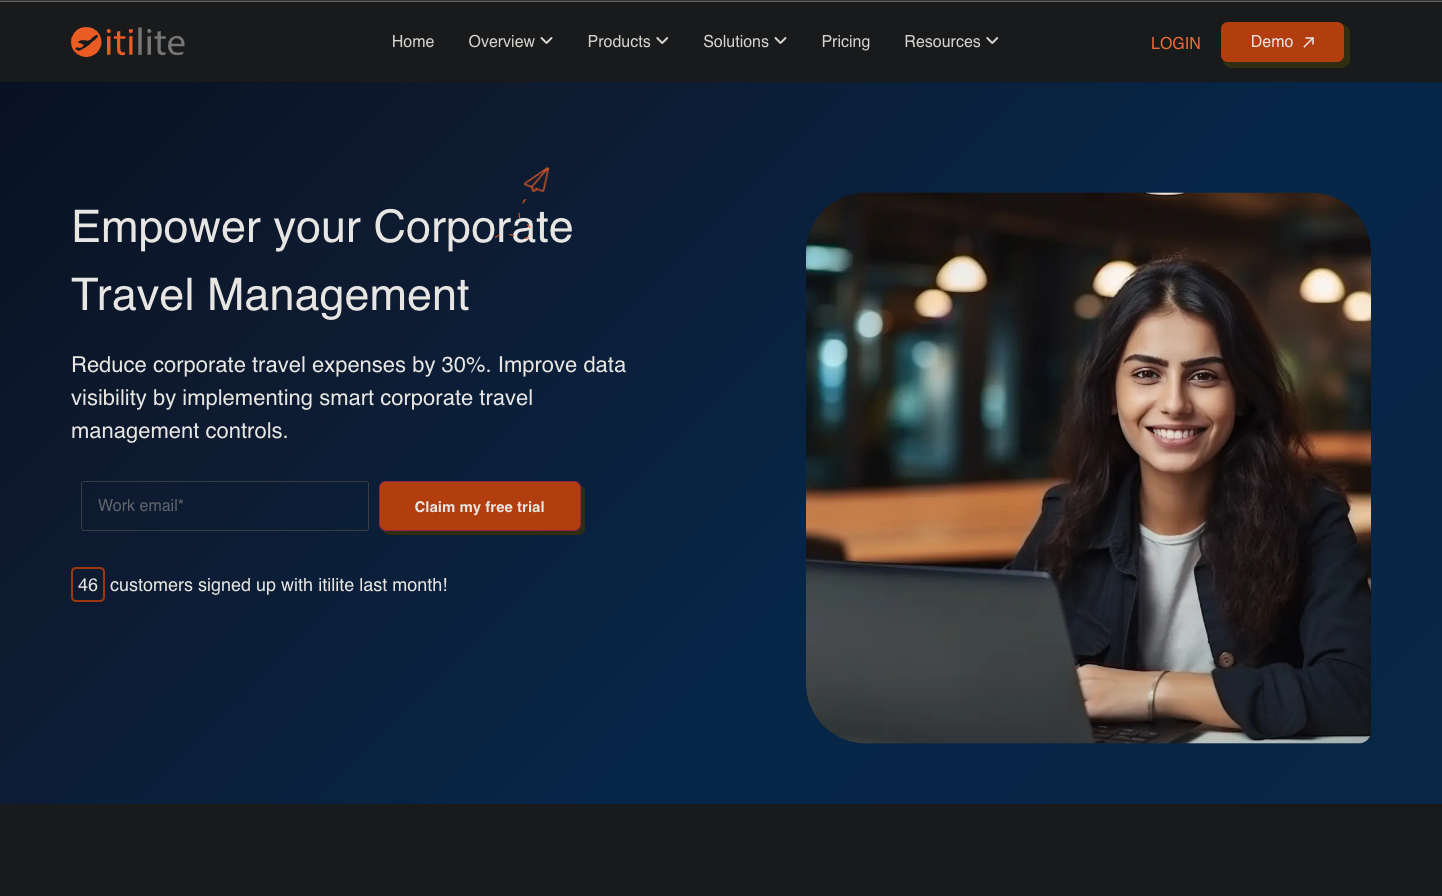 itilite
Home
Overview
Products
Solutions
Pricing
Resources
LOGIN
Demo
Empower your Corporate
Travel Management
Reduce corporate travel expenses by 30%. Improve data
visibility by implementing smart corporate travel
management controls.
Work email*
Claim my free trial
46 customers signed up with itilite last month!